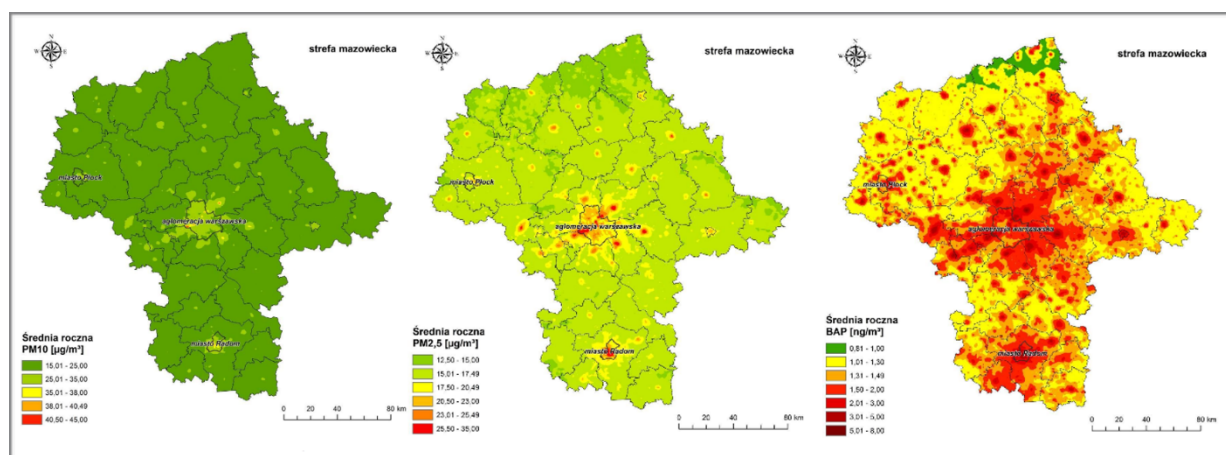 N
W E
S
strefa mazowiecka
miasto Płock
aglomeracja warszawska
miasto Radom
Średnia roczna
PM10 [µg/m³]
15,01 - 25,00
25,01 - 35,00
35,01 - 38,00
38,01 - 40,49
40,50 - 45,00
0 20 40 80 km
N
W E
S
strefa mazowiecka
miasto Płock
aglomeracja warszawska
miasto Radom
Średnia roczna
PM2,5 [µg/m³]
12,50 - 15,00
15,01 - 17,49
17,50 - 20,49
20,50 - 23,00
23,01 - 25,49
25,50 - 35,00
0 20 40 80 km
N
W E
S
strefa mazowiecka
miasto Płock
aglomeracja warszawska
miasto Radom
Średnia roczna
BAP [ng/m³]
0,81 - 1,00
1,01 - 1,30
1,31 - 1,49
1,50 - 2,00
2,01 - 3,00
3,01 - 5,00
5,01 - 8,00
0 20 40 80 km